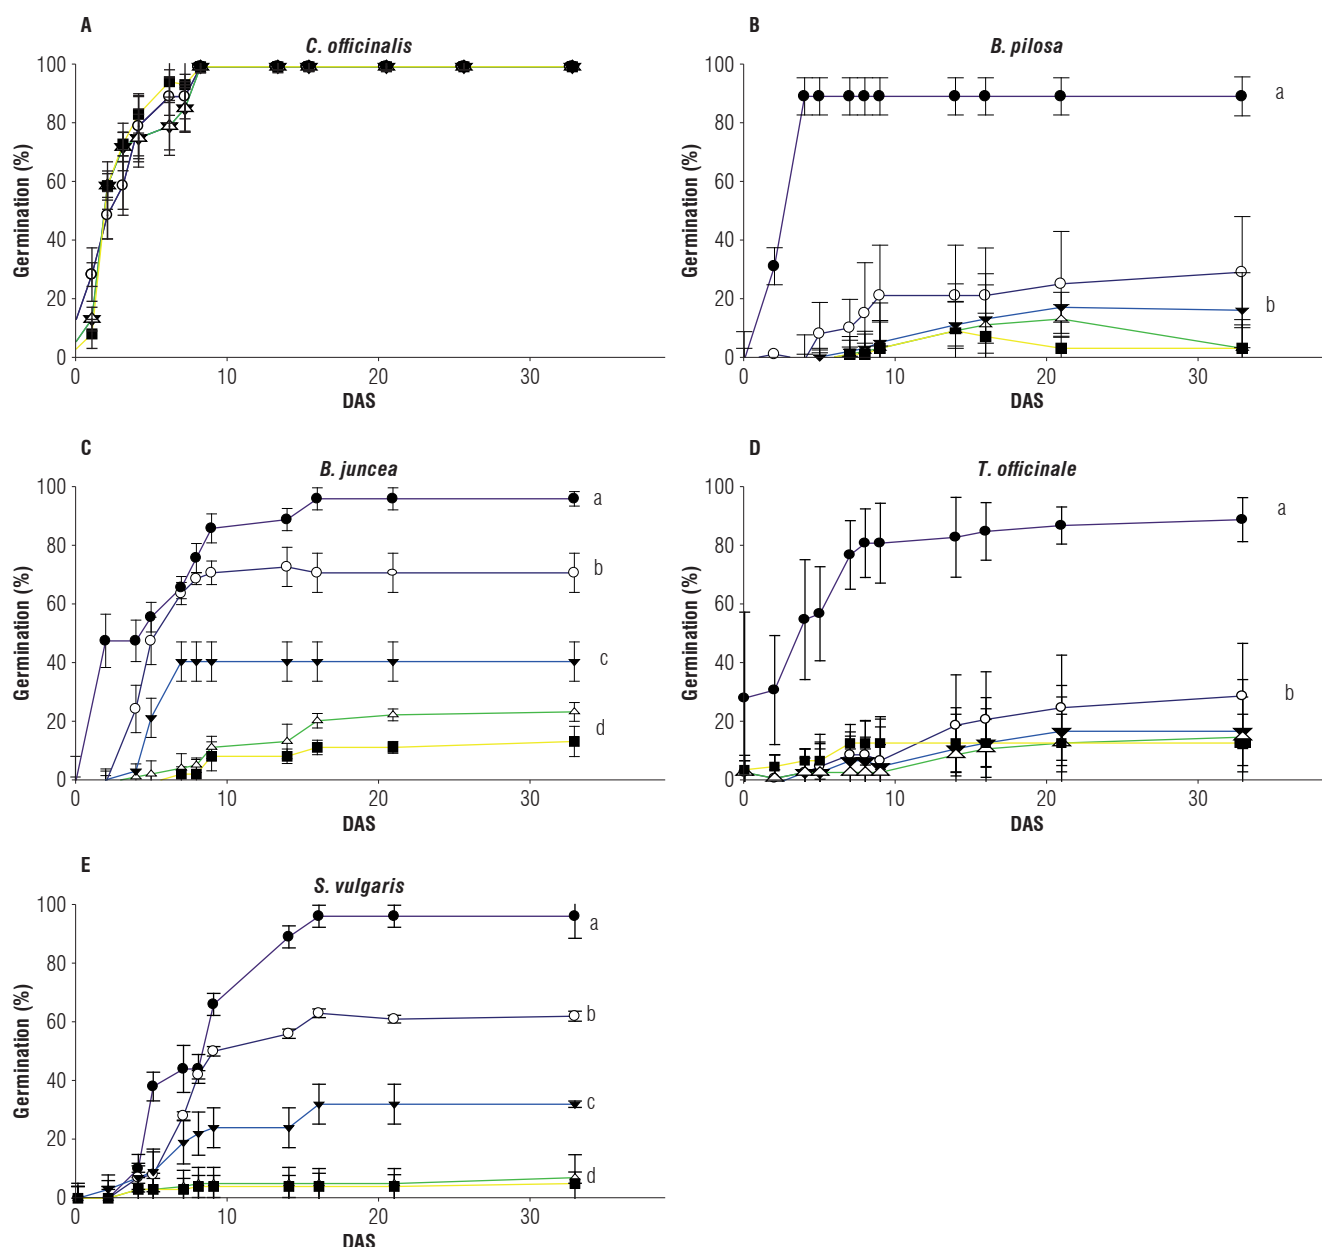 A
C. officinalis
100
80
60
40
20
0
0
10
20
30
Germination (%)
DAS
B
B. pilosa
100
80
60
40
20
0
0
10
20
30
Germination (%)
DAS
a
b
C
B. juncea
100
80
60
40
20
0
0
10
20
30
Germination (%)
DAS
a
b
c
d
D
T. officinale
100
80
60
40
20
0
0
10
20
30
Germination (%)
DAS
a
b
E
S. vulgaris
100
80
60
40
20
0
0
10
20
30
Germination (%)
DAS
a
b
c
d